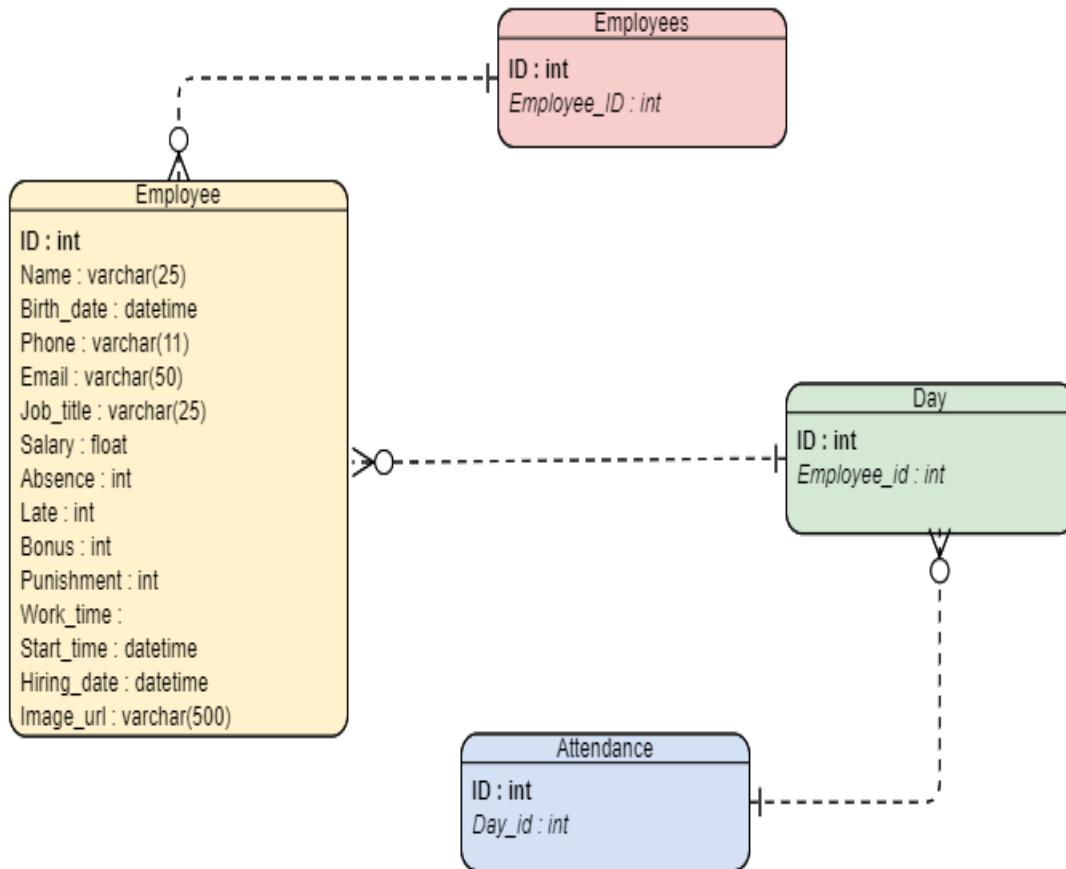 Employees
ID : int
Employee_ID : int
Employee
ID : int
Name : varchar(25)
Birth_date : datetime
Phone : varchar(11)
Email : varchar(50)
Job_title : varchar(25)
Salary : float
Absence : int
Late : int
Bonus : int
Punishment : int
Work_time :
Start_time : datetime
Hiring_date : datetime
Image_url : varchar(500)
Day
ID : int
Employee_id : int
Attendance
ID : int
Day_id : int